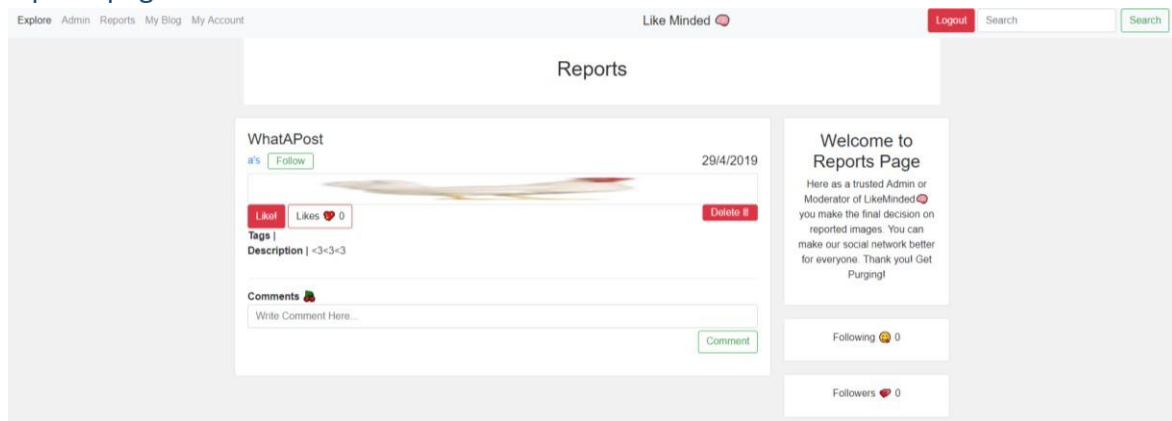 Explore Admin Reports My Blog My Account
Like Minded 🧠
Logout
Search
Search
Reports
WhatAPost
a's Follow
29/4/2019
Like! Likes 💖 0
Delete
Tags |
Description | <3<3<3
Comments 🍒
Write Comment Here...
Comment
Welcome to
Reports Page
Here as a trusted Admin or
Moderator of LikeMinded🧠
you make the final decision on
reported images. You can
make our social network better
for everyone. Thank you! Get
Purging!
Following 😋 0
Followers 💝 0